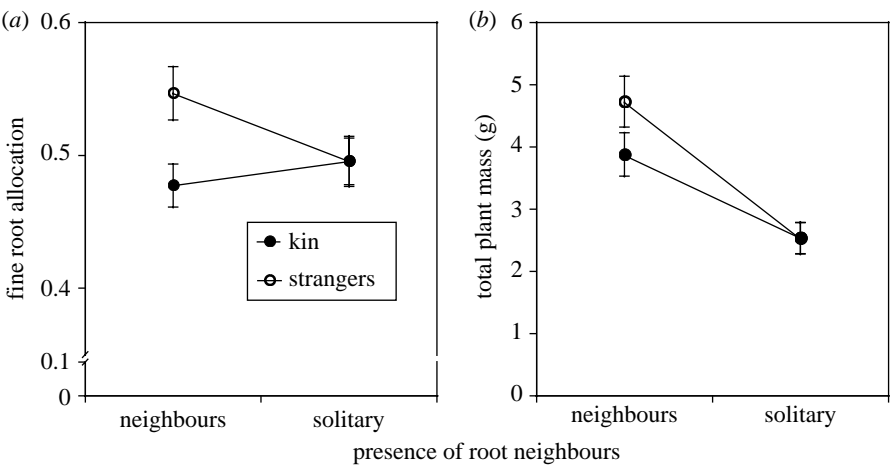 (a)
0.6
0.5
0.4
0.1
0
fine root allocation
kin
strangers
neighbours
solitary
(b)
6
5
4
3
2
1
0
total plant mass (g)
neighbours
solitary
presence of root neighbours